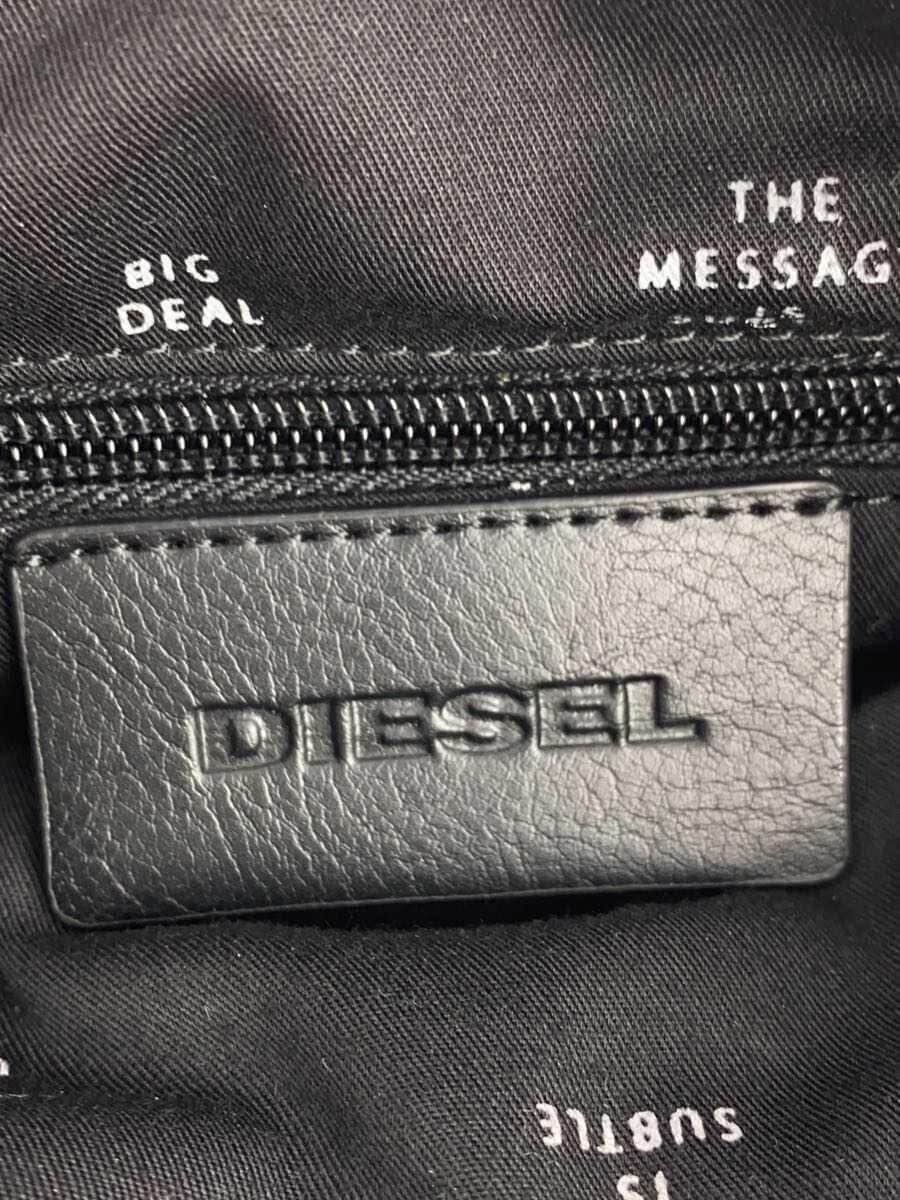 THE
MESSAG
BIG
DEAL
DIESEL
SUBTLE
IS